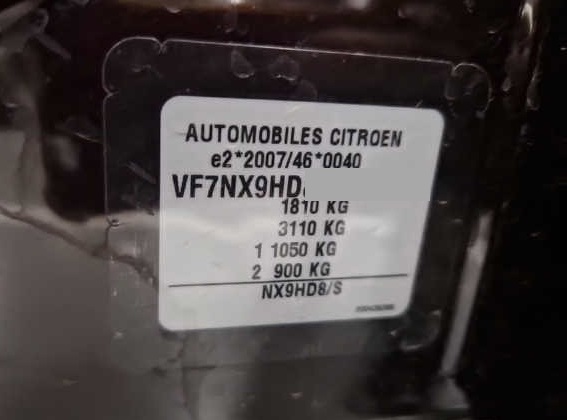 AUTOMOBILES CITROEN
e2*2007/46*0040
VF7NX9HD
1810 KG
3110 KG
1 1050 KG
2 900 KG
NX9HD8/S